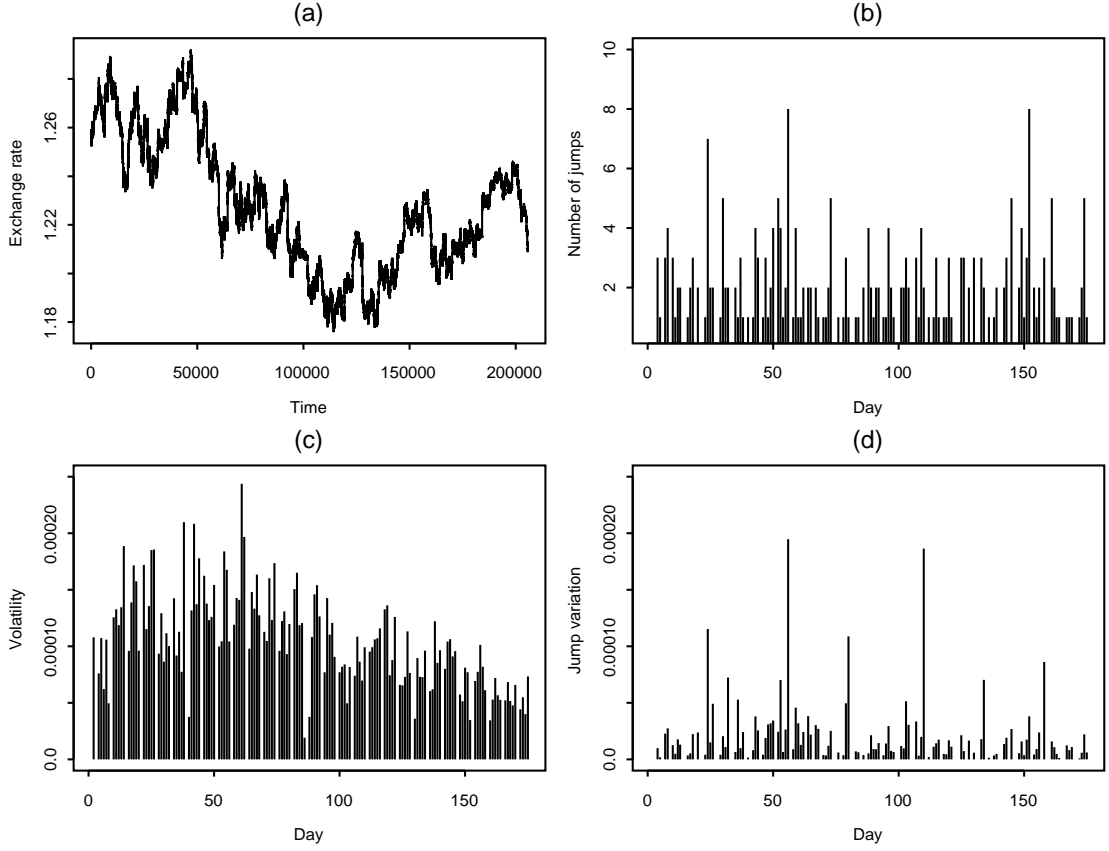 (a)
Exchange rate
1.18 1.22 1.26
0 50000 100000 150000 200000
Time
(b)
Number of jumps
2 4 6 8 10
0 50 100 150
Day
(c)
Volatility
0.0 0.00010 0.00020
0 50 100 150
Day
(d)
Jump variation
0.0 0.00010 0.00020
0 50 100 150
Day